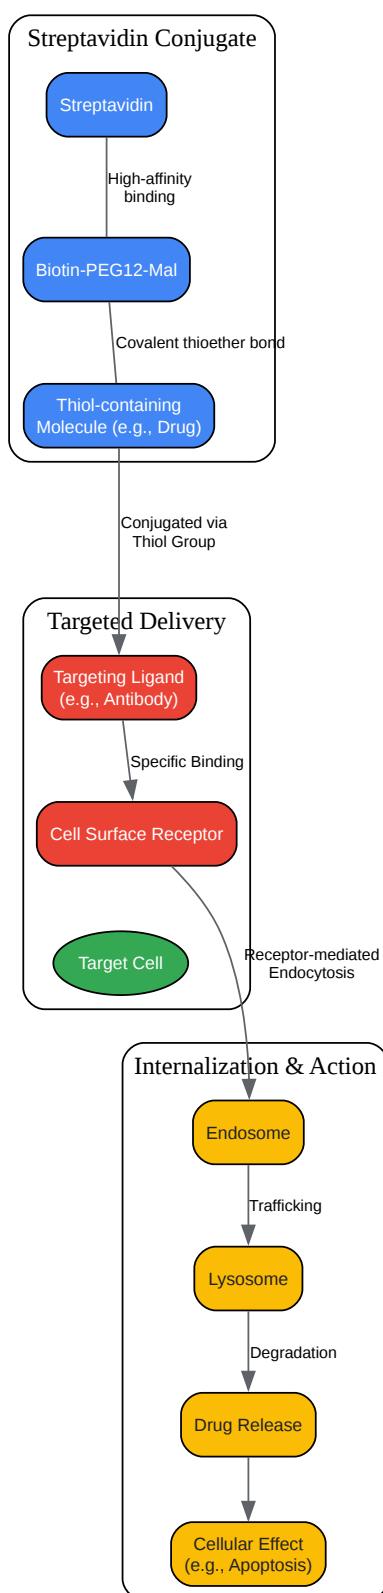 Streptavidin Conjugate
Streptavidin
High-affinity
binding
Biotin-PEG12-Mal
Covalent thioether bond
Thiol-containing
Molecule (e.g., Drug)
Conjugated via
Thiol Group
Targeted Delivery
Targeting Ligand
(e.g., Antibody)
Specific Binding
Cell Surface Receptor
Target Cell
Receptor-mediated
Endocytosis
Internalization & Action
Endosome
Trafficking
Lysosome
Degradation
Drug Release
Cellular Effect
(e.g., Apoptosis)